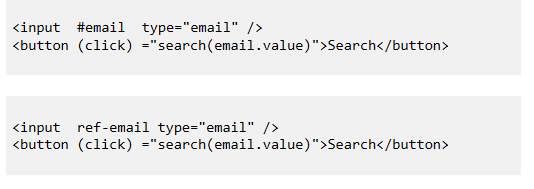 <input  #email  type="email" />
<button (click) ="search(email.value)">Search</button>
<input  ref-email type="email" />
<button (click) ="search(email.value)">Search</button>